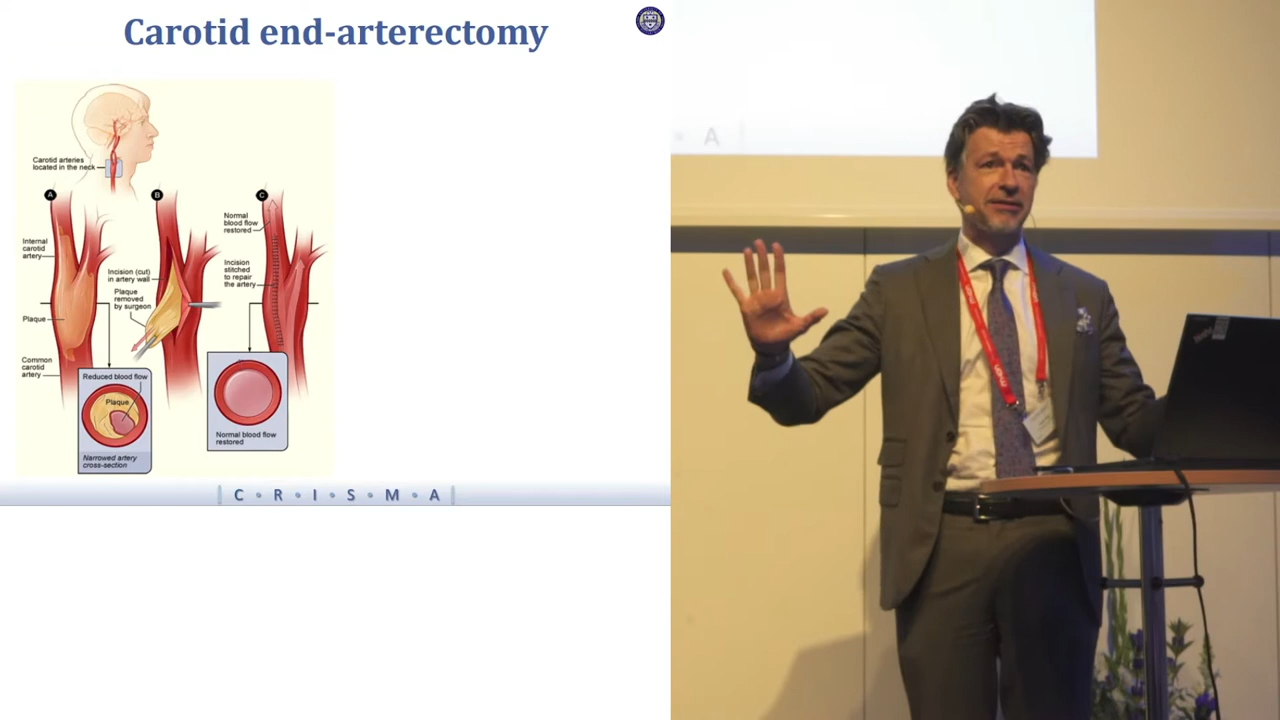 Carotid end-arterectomy
Carotid arteries
located in the neck
A
B
C
Normal
blood flow
restored
Internal
carotid
artery
Incision (cut)
in artery wall
Incision
stitched
to repair
the artery
Plaque
removed
by surgeon
Plaque
Common
carotid
artery
Reduced blood flow
Plaque
Narrowed artery
cross-section
Normal blood flow
restored
C • R • I • S • M • A
A